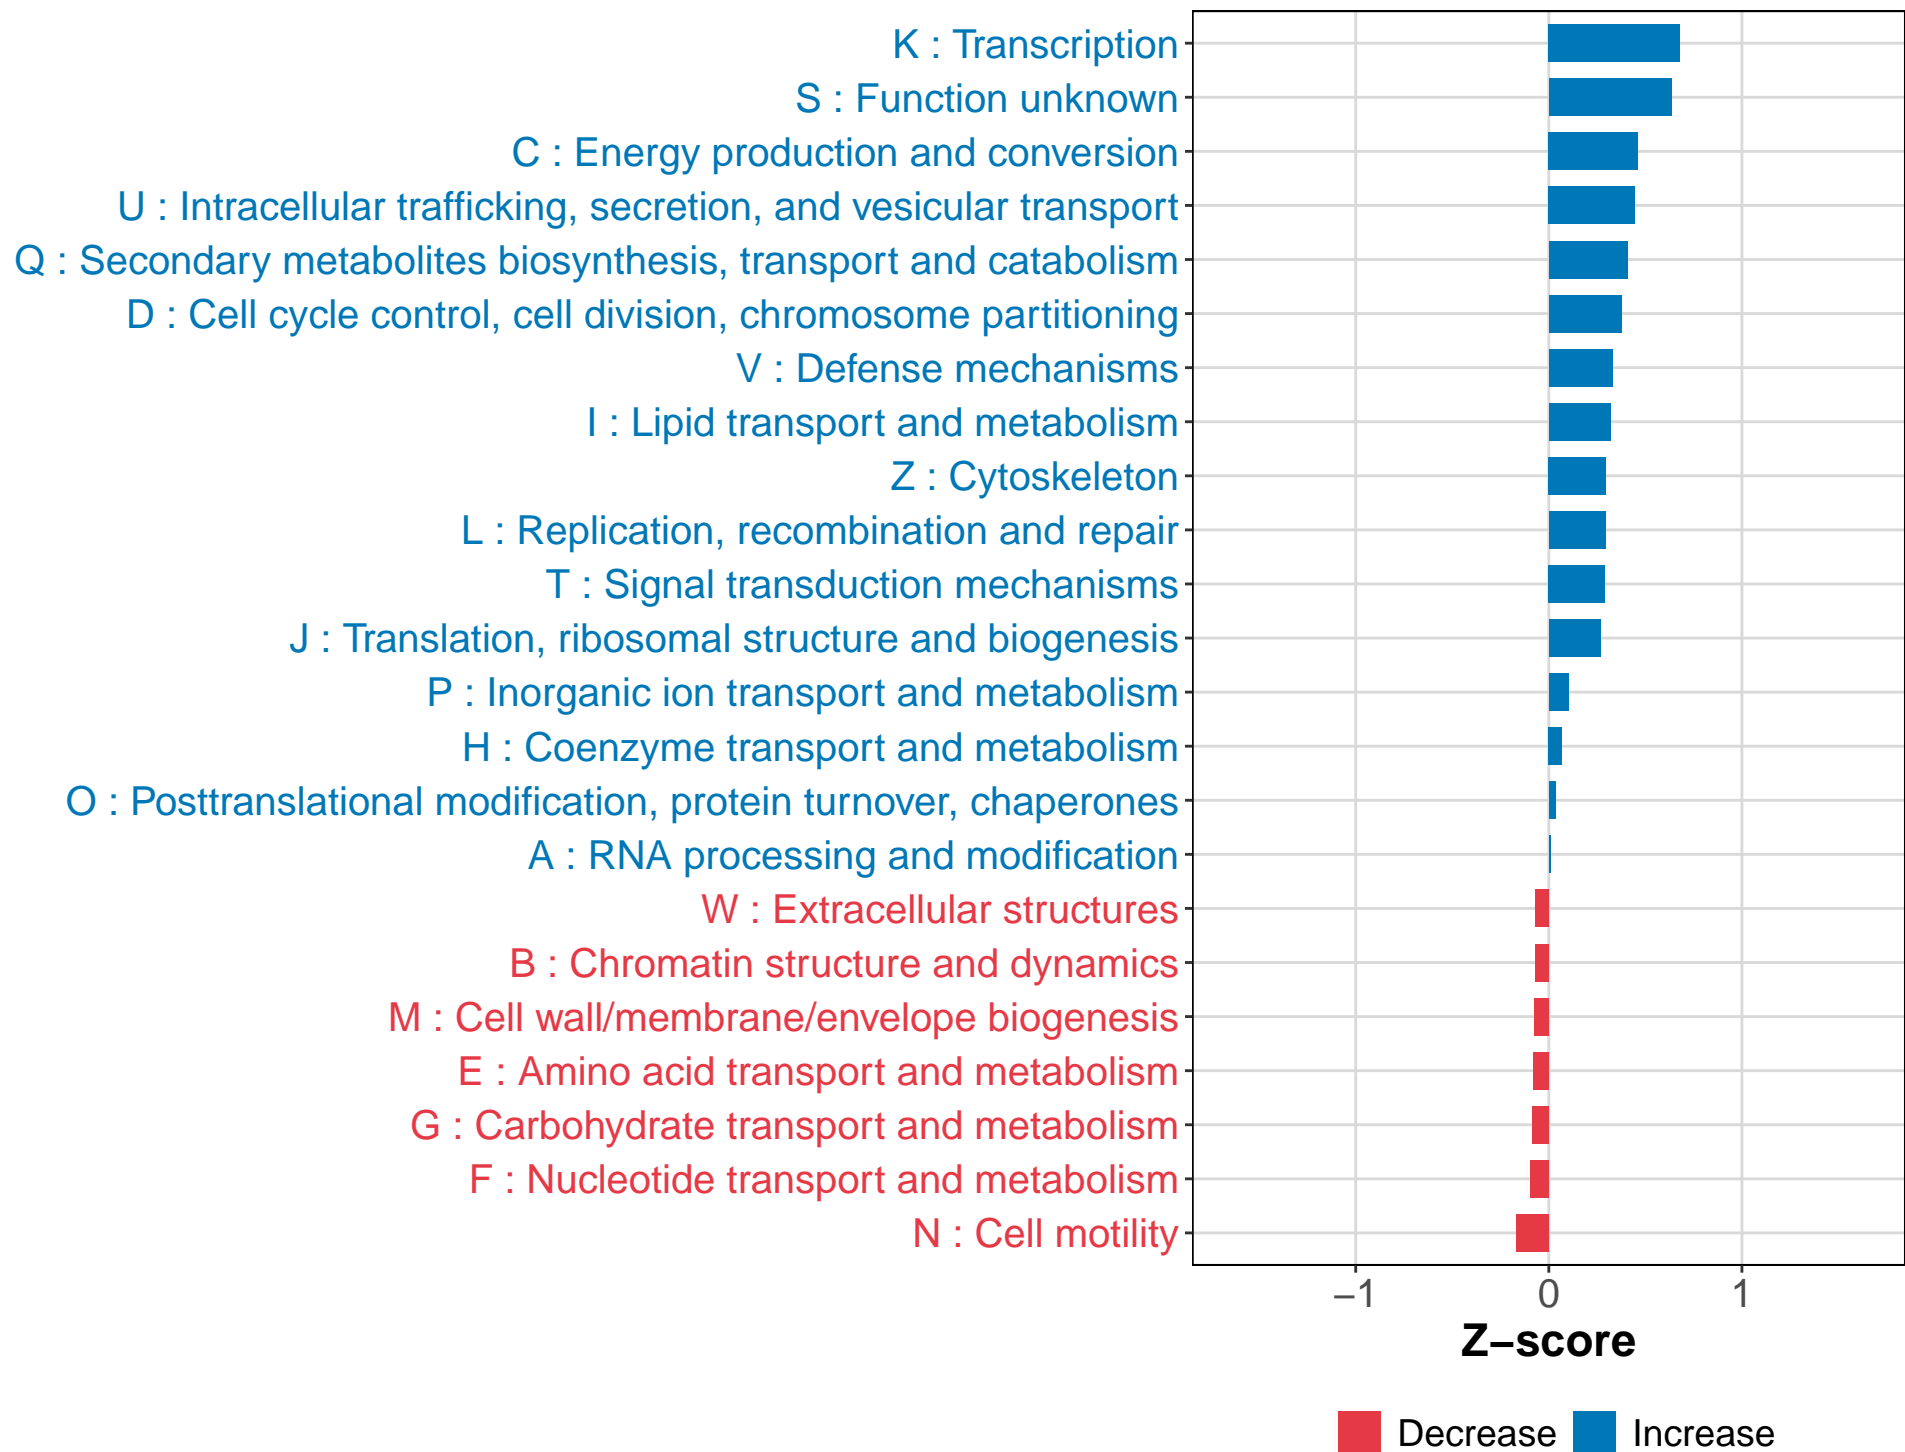 K : Transcription
S : Function unknown
C : Energy production and conversion
U : Intracellular trafficking, secretion, and vesicular transport
Q : Secondary metabolites biosynthesis, transport and catabolism
D : Cell cycle control, cell division, chromosome partitioning
V : Defense mechanisms
I : Lipid transport and metabolism
Z : Cytoskeleton
L : Replication, recombination and repair
T : Signal transduction mechanisms
J : Translation, ribosomal structure and biogenesis
P : Inorganic ion transport and metabolism
H : Coenzyme transport and metabolism
O : Posttranslational modification, protein turnover, chaperones
A : RNA processing and modification
W : Extracellular structures
B : Chromatin structure and dynamics
M : Cell wall/membrane/envelope biogenesis
E : Amino acid transport and metabolism
G : Carbohydrate transport and metabolism
F : Nucleotide transport and metabolism
N : Cell motility
−1 0 1
Z−score
Decrease Increase